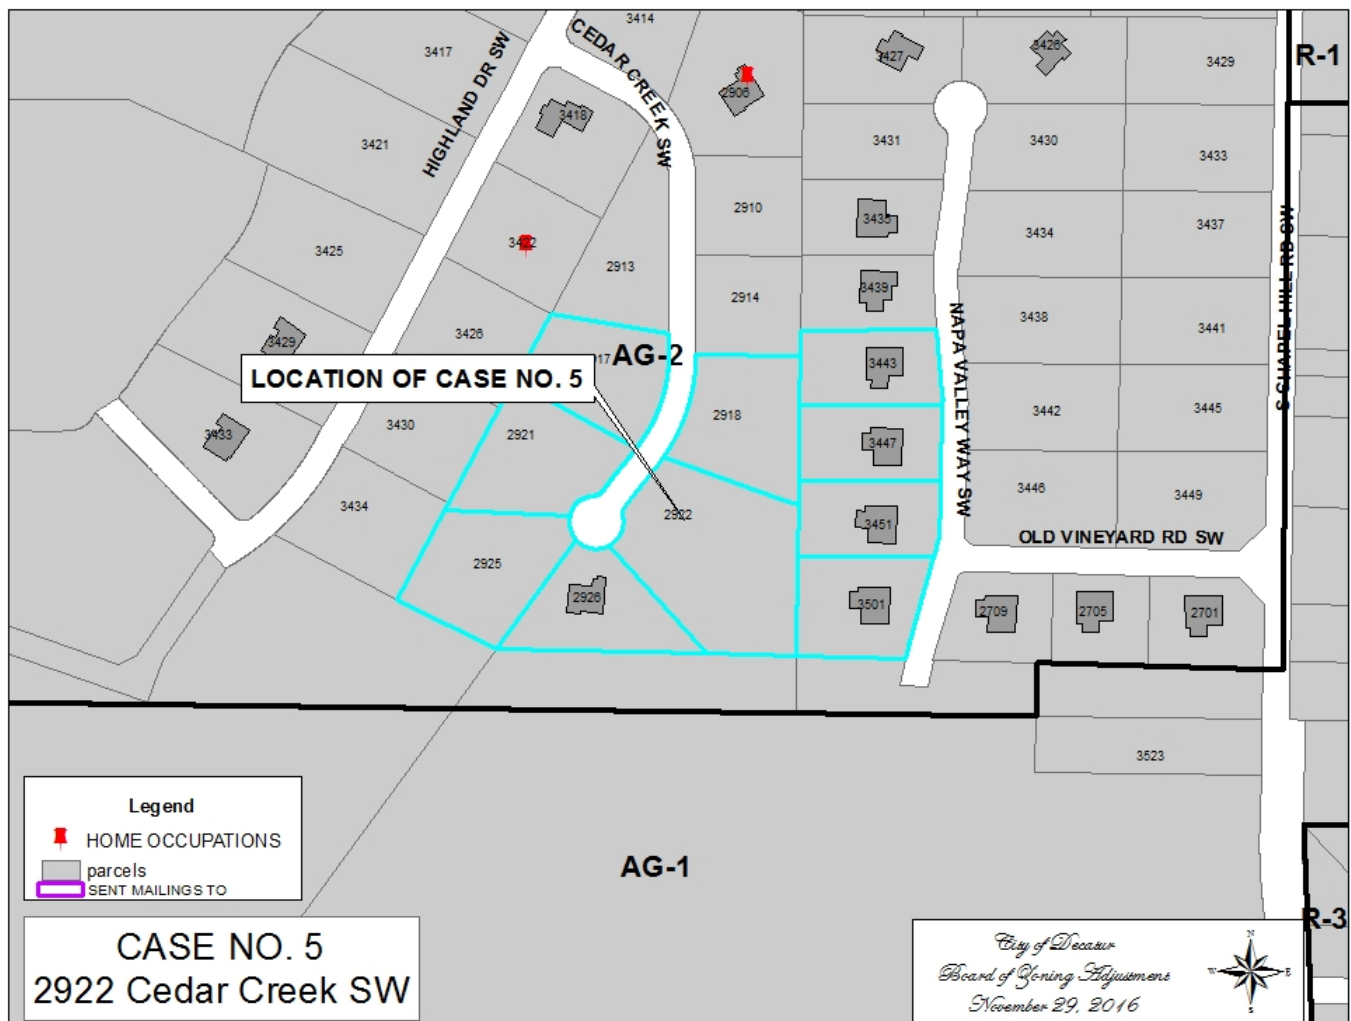 3414
3417
HIGHLAND DR SW
CEDAR CREEK SW
3427
3426
3429
R-1
2906
3418
3421
3431
3430
3433
3422
2910
3435
3434
3437
3425
2913
2914
3439
S CHAPEL HILL RD SW
3438
3441
3429
3426
NAPA VALLEY WAY SW
17
AG-2
3443
LOCATION OF CASE NO. 5
2918
3442
3445
3433
3430
2921
3447
3446
3449
3434
2922
3451
OLD VINEYARD RD SW
2925
2926
3501
2709
2705
2701
3523
Legend
HOME OCCUPATIONS
parcels
SENT MAILINGS TO
AG-1
R-3
CASE NO. 5
2922 Cedar Creek SW
City of Decatur
Board of Zoning Adjustment
November 29, 2016
N
W
E
S